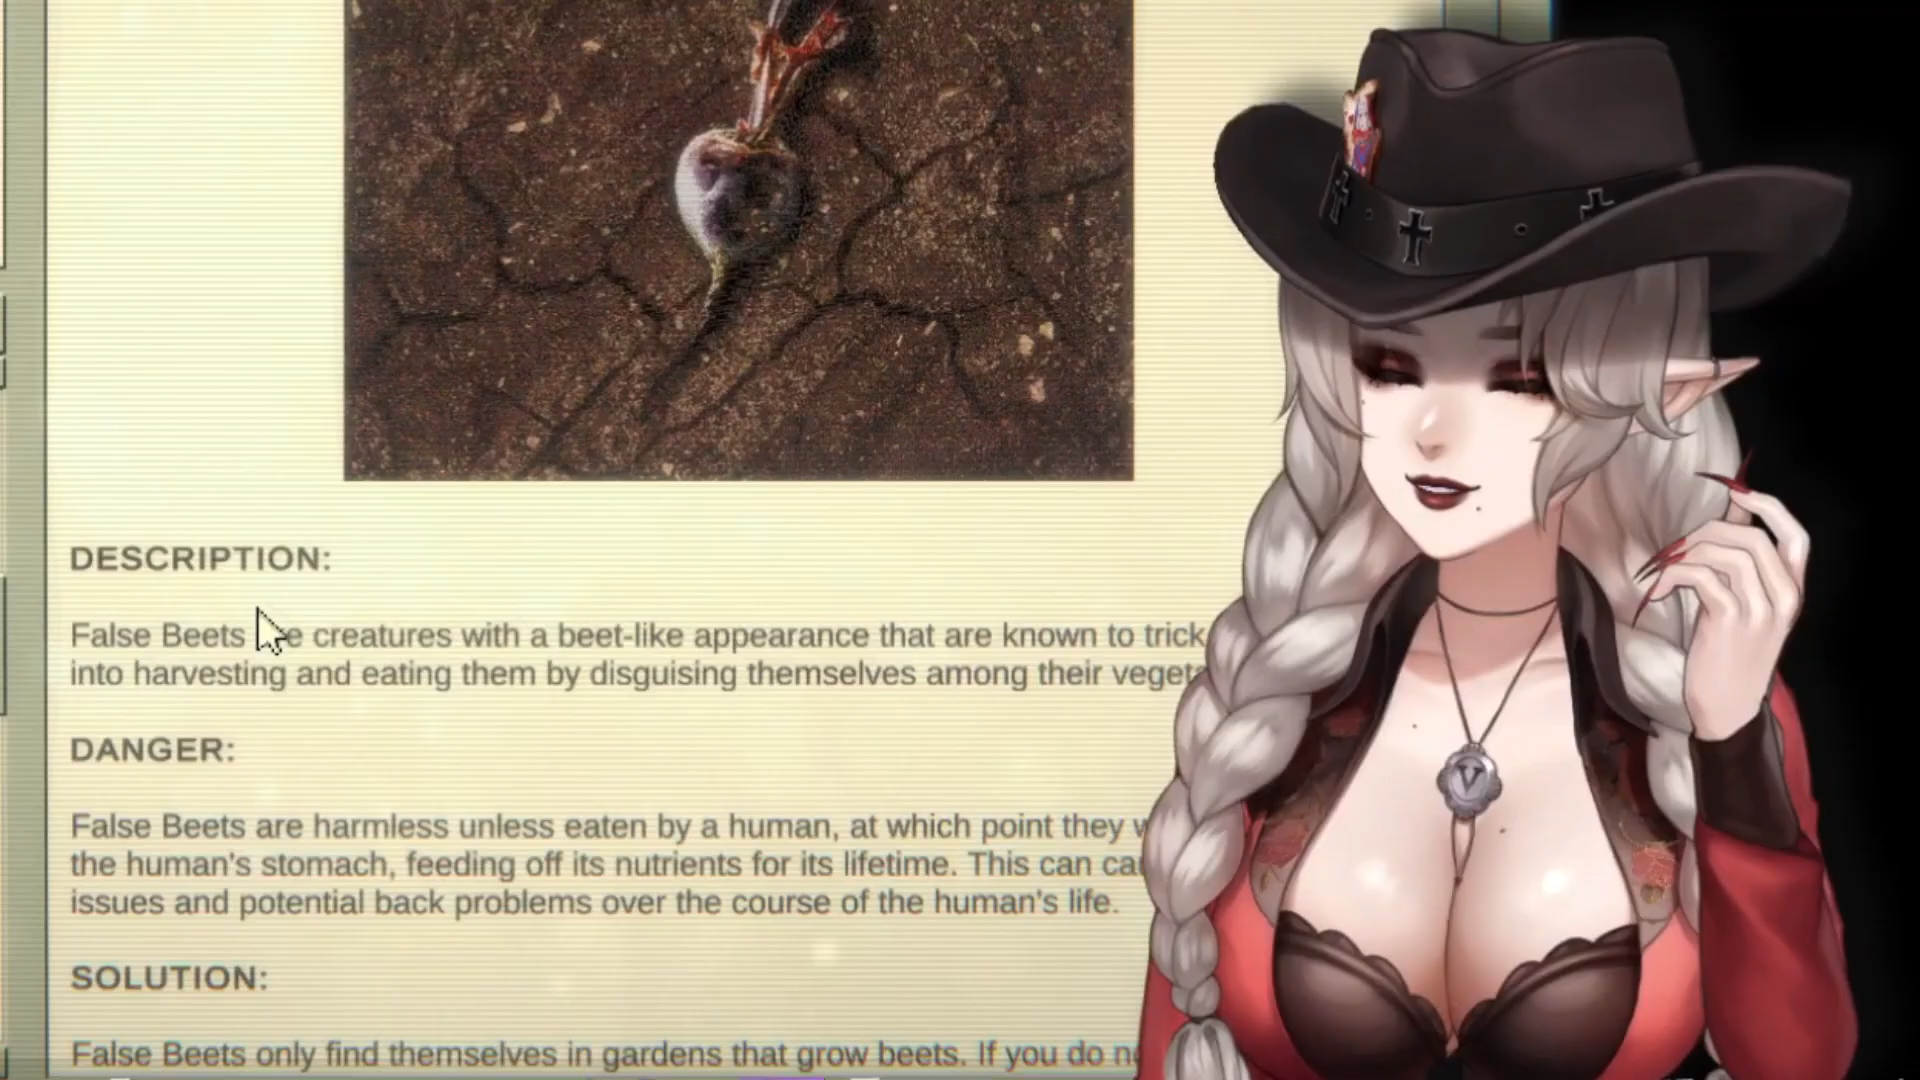 DESCRIPTION:
False Beets creatures with a beet-like appearance that are known to trick
into harvesting and eating them by disguising themselves among their
DANGER:
False Beets are harmless unless eaten by a human, at which point they
the human's stomach, feeding off its nutrients for its lifetime. This can
issues and potential back problems over the course of the human's life.
SOLUTION:
False Beets only find themselves in gardens that grow beets. If you do
V